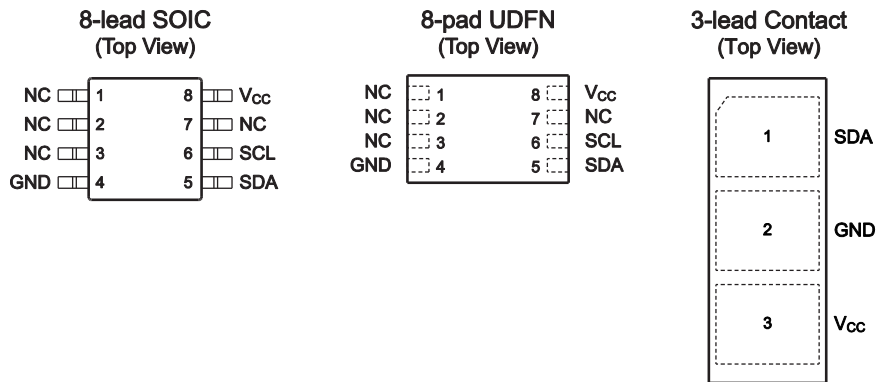 8-lead SOIC
(Top View)
NC 1 8 VCC
NC 2 7 NC
NC 3 6 SCL
GND 4 5 SDA
8-pad UDFN
(Top View)
NC 1 8 VCC
NC 2 7 NC
NC 3 6 SCL
GND 4 5 SDA
3-lead Contact
(Top View)
1 SDA
2 GND
3 VCC